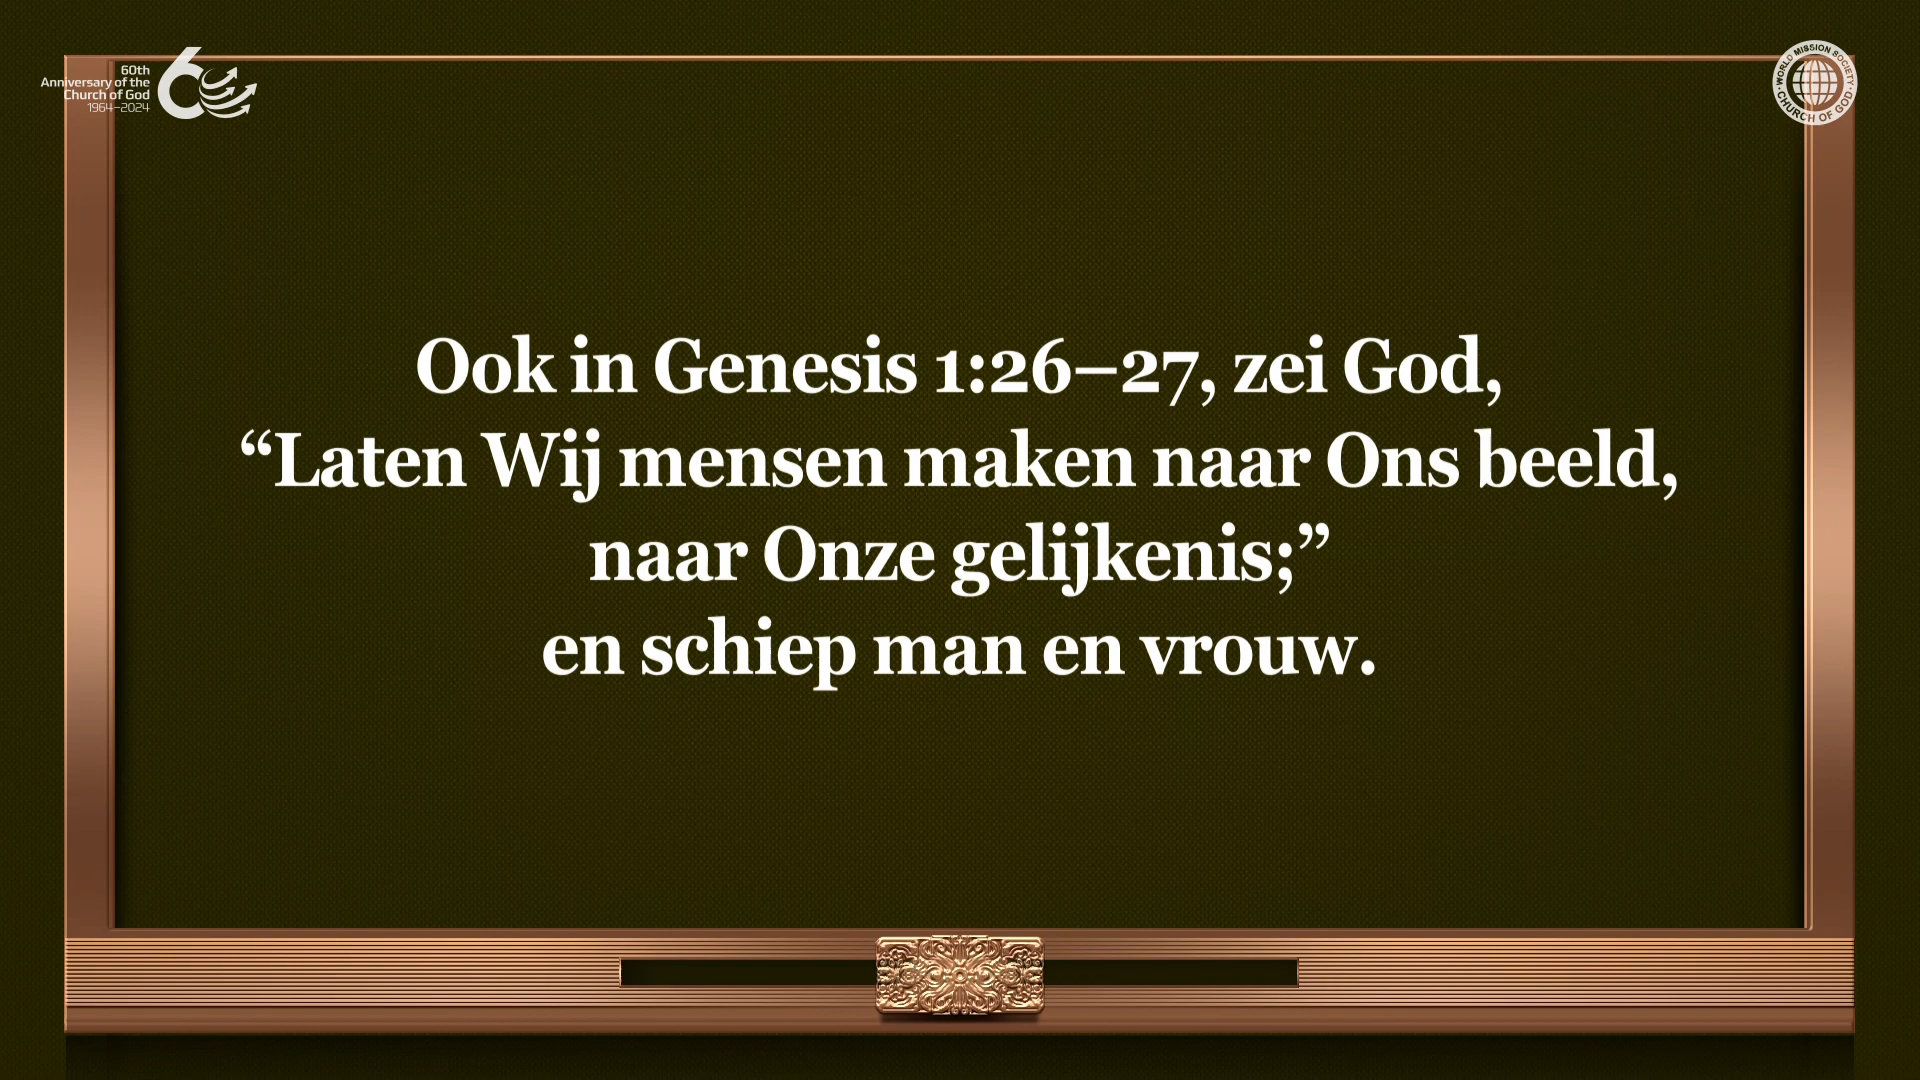 60th
Anniversary of the
Church of God
1964–2024
WORLD MISSION SOCIETY
CHURCH OF GOD
Ook in Genesis 1:26–27, zei God,
“Laten Wij mensen maken naar Ons beeld,
naar Onze gelijkenis;”
en schiep man en vrouw.